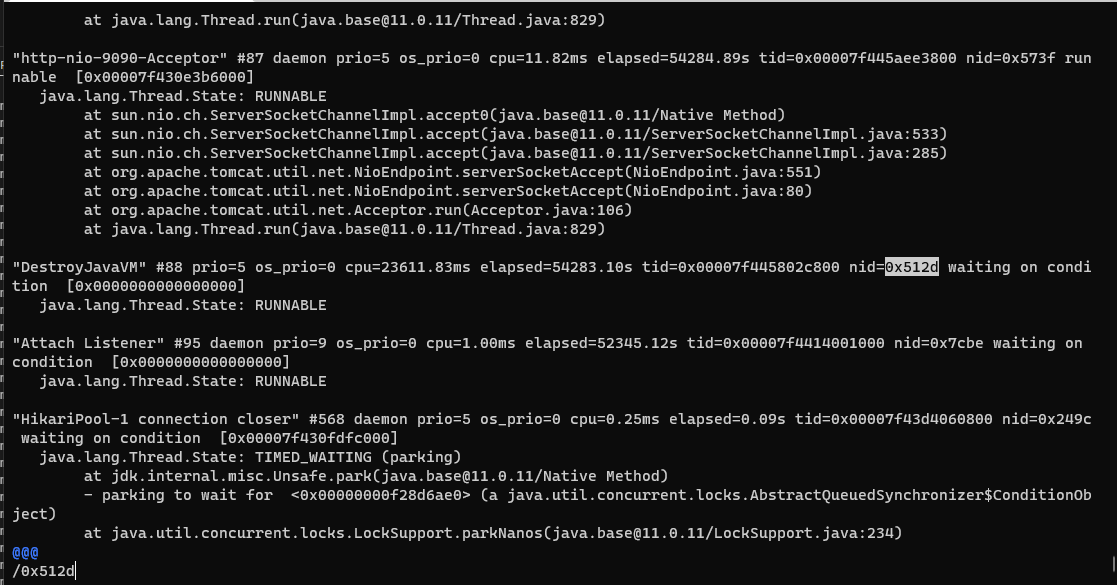 at java.lang.Thread.run(java.base@11.0.11/Thread.java:829)
"http-nio-9090-Acceptor" #87 daemon prio=5 os_prio=0 cpu=11.82ms elapsed=54284.89s tid=0x00007f445aee3800 nid=0x573f run
nable  [0x00007f430e3b6000]
   java.lang.Thread.State: RUNNABLE
        at sun.nio.ch.ServerSocketChannelImpl.accept0(java.base@11.0.11/Native Method)
        at sun.nio.ch.ServerSocketChannelImpl.accept(java.base@11.0.11/ServerSocketChannelImpl.java:533)
        at sun.nio.ch.ServerSocketChannelImpl.accept(java.base@11.0.11/ServerSocketChannelImpl.java:285)
        at org.apache.tomcat.util.net.NioEndpoint.serverSocketAccept(NioEndpoint.java:551)
        at org.apache.tomcat.util.net.NioEndpoint.serverSocketAccept(NioEndpoint.java:80)
        at org.apache.tomcat.util.net.Acceptor.run(Acceptor.java:106)
        at java.lang.Thread.run(java.base@11.0.11/Thread.java:829)
"DestroyJavaVM" #88 prio=5 os_prio=0 cpu=23611.83ms elapsed=54283.10s tid=0x00007f445802c800 nid=0x512d waiting on condi
tion  [0x0000000000000000]
   java.lang.Thread.State: RUNNABLE
"Attach Listener" #95 daemon prio=9 os_prio=0 cpu=1.00ms elapsed=52345.12s tid=0x00007f4414001000 nid=0x7cbe waiting on
condition  [0x0000000000000000]
   java.lang.Thread.State: RUNNABLE
"HikariPool-1 connection closer" #568 daemon prio=5 os_prio=0 cpu=0.25ms elapsed=0.09s tid=0x00007f43d4060800 nid=0x249c
 waiting on condition  [0x00007f430fdfc000]
   java.lang.Thread.State: TIMED_WAITING (parking)
        at jdk.internal.misc.Unsafe.park(java.base@11.0.11/Native Method)
        - parking to wait for  <0x00000000f28d6ae0> (a java.util.concurrent.locks.AbstractQueuedSynchronizer$ConditionOb
ject)
        at java.util.concurrent.locks.LockSupport.parkNanos(java.base@11.0.11/LockSupport.java:234)
@@@
/0x512d